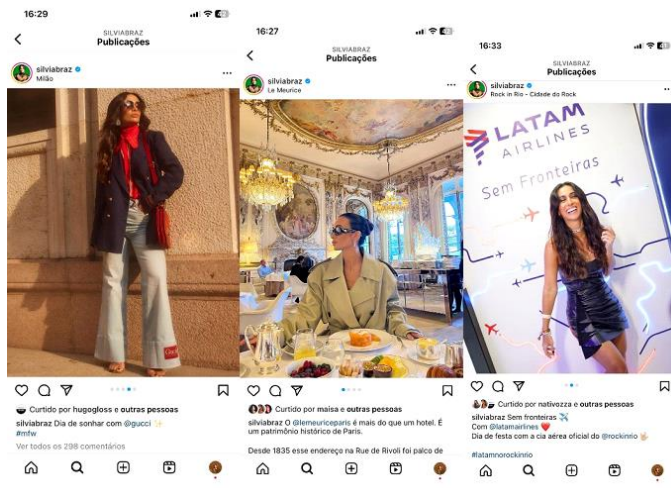 16:29
SILVIABRAZ
Publicações
silviabraz
Milão
Curtido por hugogloss e outras pessoas
silviabraz Dia de sonhar com @gucci
#mfw
Ver todos os 298 comentários
16:27
SILVIABRAZ
Publicações
silviabraz
Le Meurice
Curtido por maisa e outras pessoas
silviabraz O @lemeuriceparis é mais do que um hotel. É
um patrimônio histórico de Paris.
Desde 1835 esse endereço na Rue de Rivoli foi palco de
16:33
SILVIABRAZ
Publicações
silviabraz
Rock in Rio - Cidade do Rock
LATAM
AIRLINES
Sem Fronteiras
Curtido por nativozza e outras pessoas
silviabraz Sem fronteiras ✈️
Com @latamairlines ❤️
Dia de festa com a cia aérea oficial do @rockinrio 🤟🏻
#latamnorockinrio